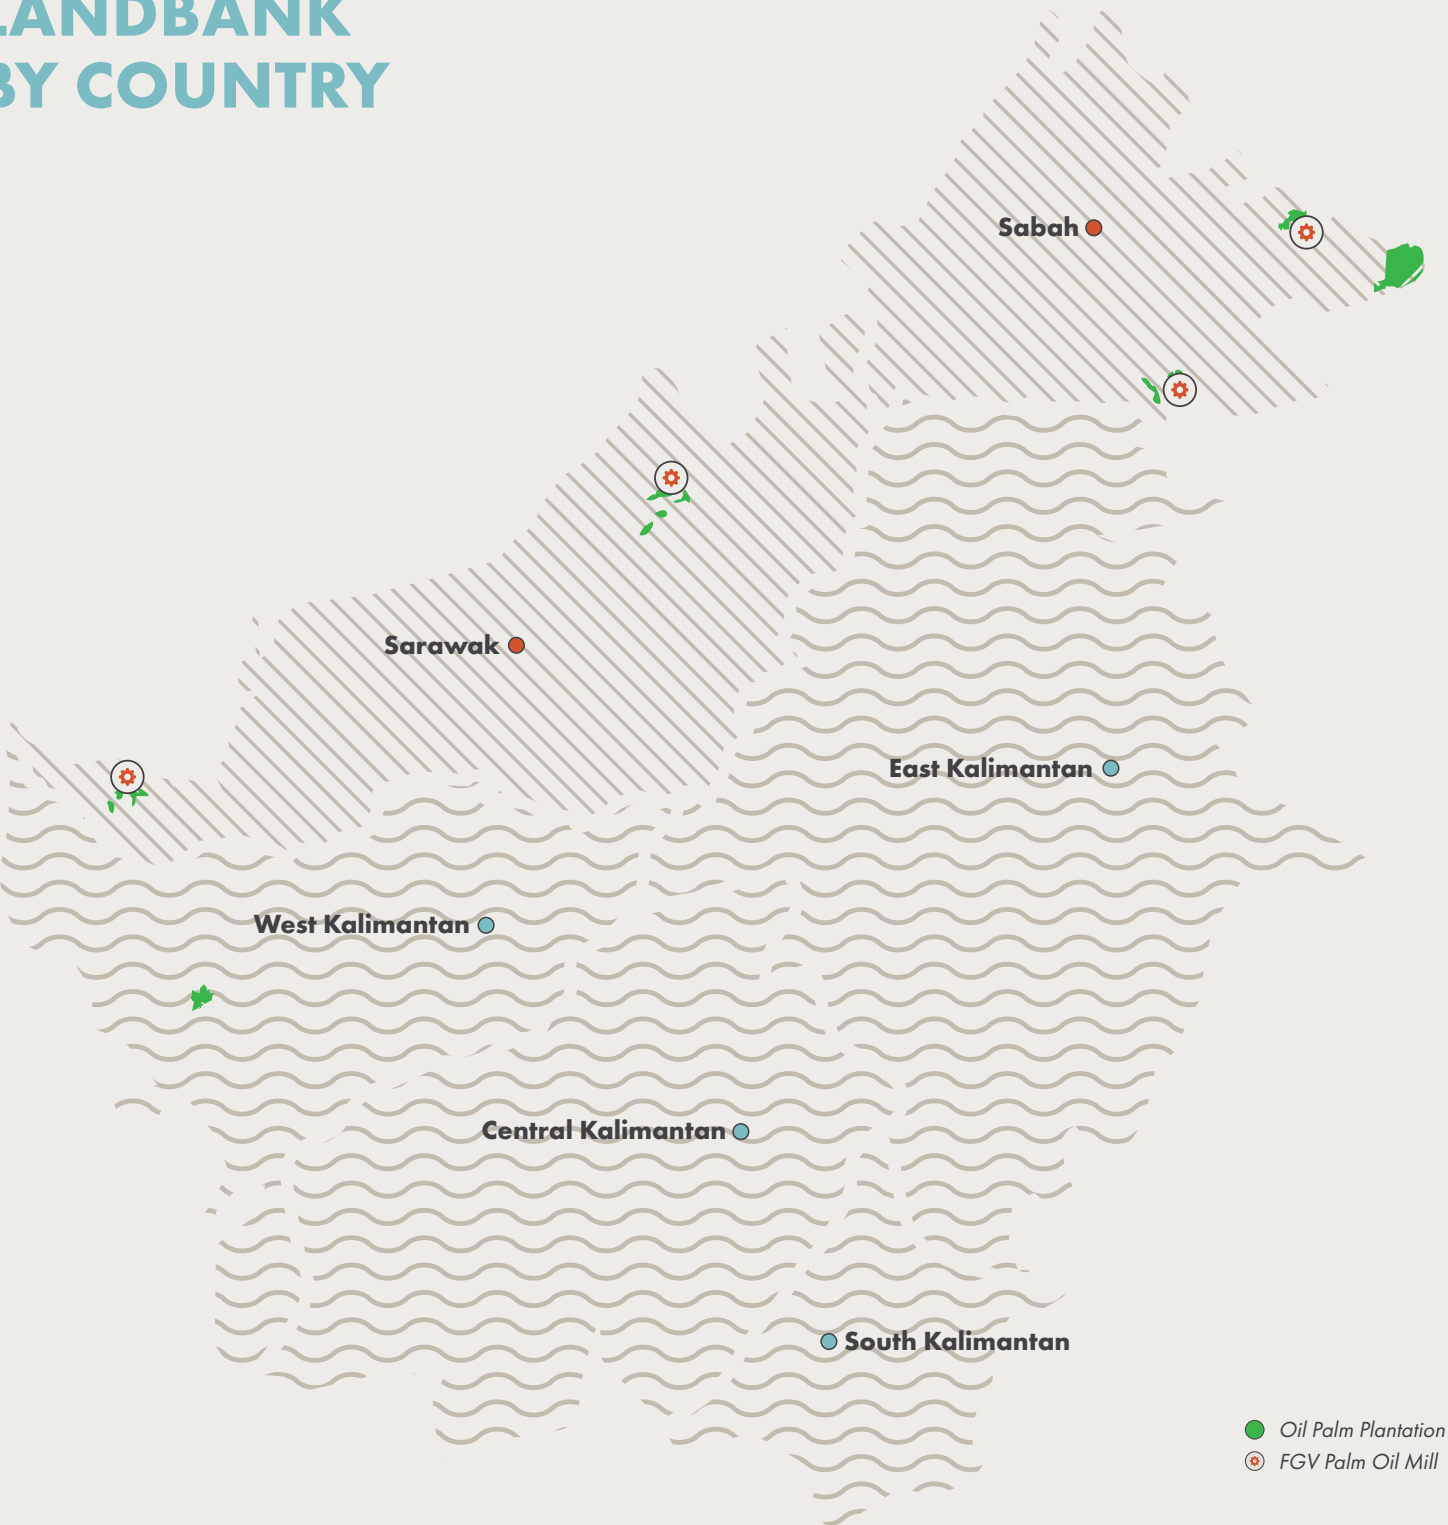 LANDBANK
BY COUNTRY
Sabah
Sarawak
East Kalimantan
West Kalimantan
Central Kalimantan
South Kalimantan
Oil Palm Plantation
FGV Palm Oil Mill